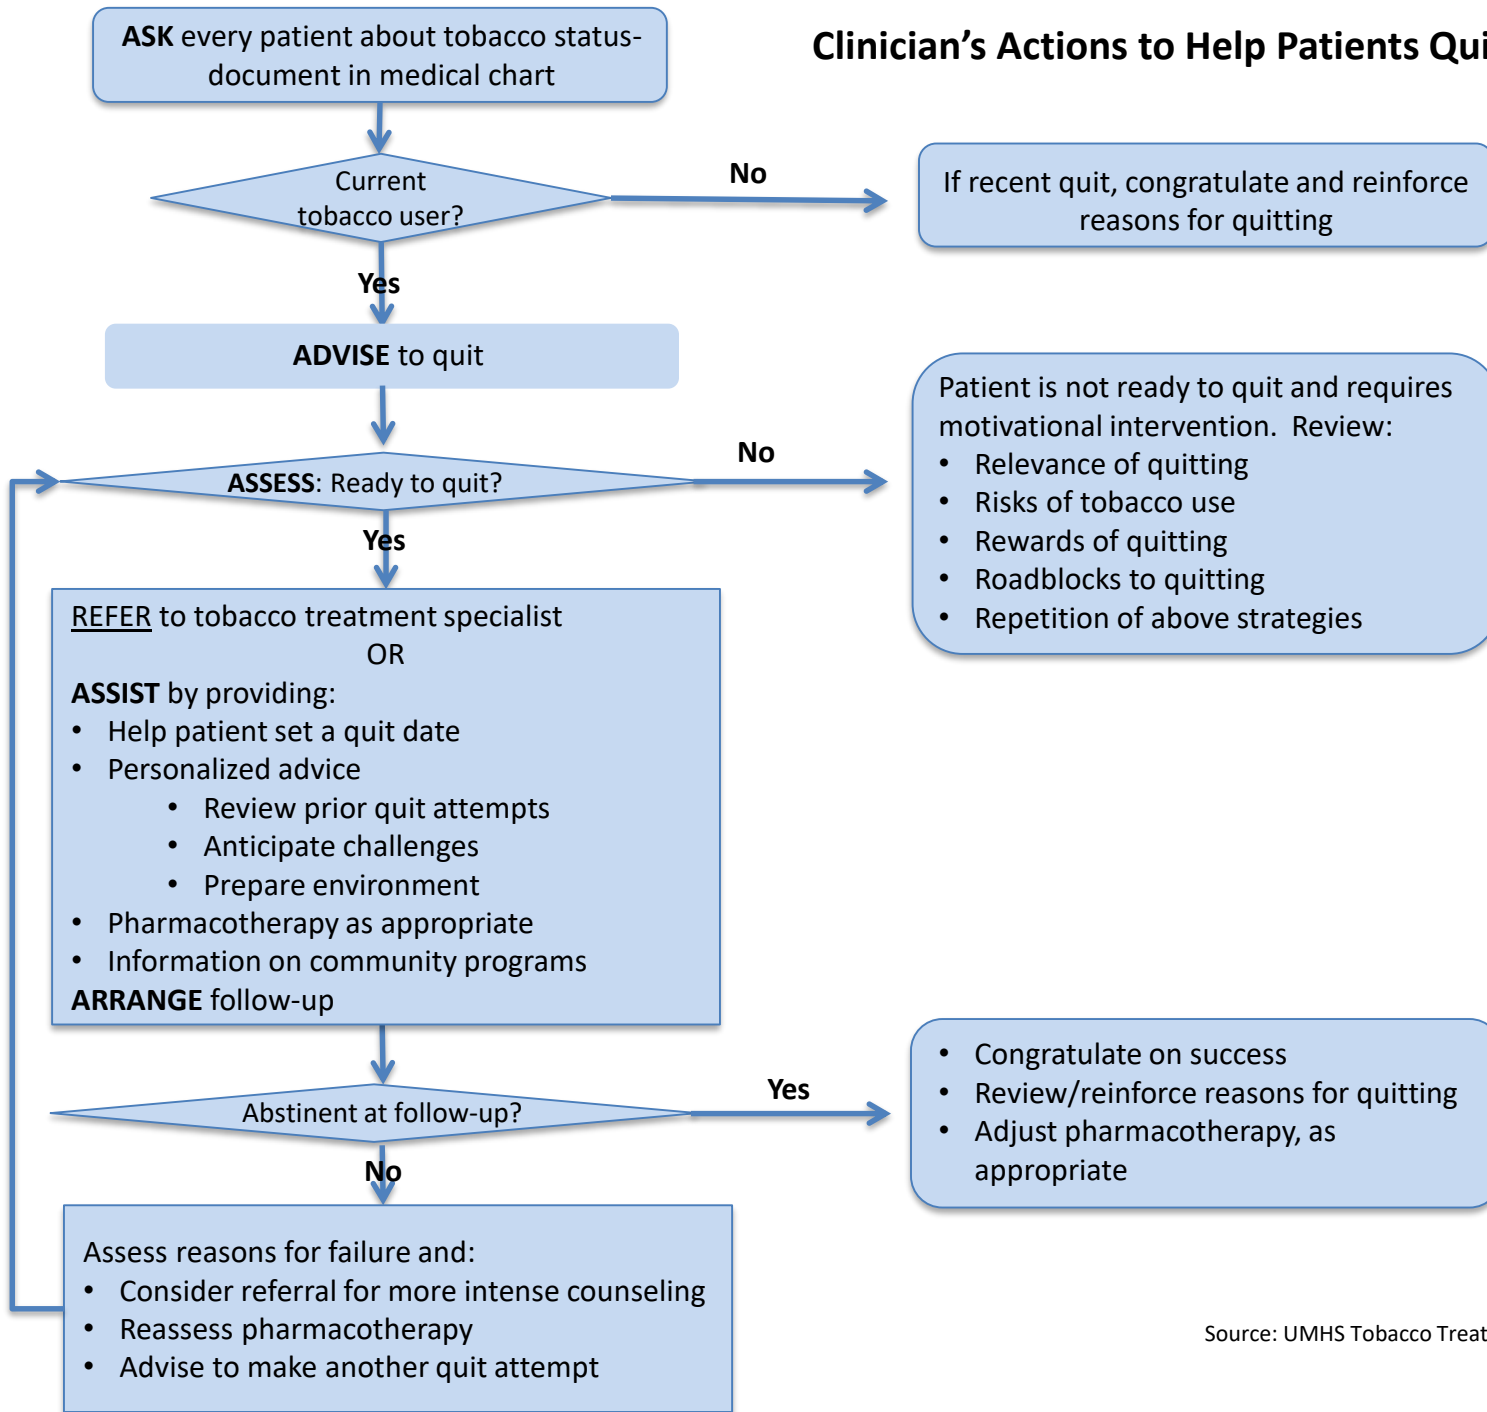 Clinician’s Actions to Help Patients Qui
ASK every patient about tobacco status-
document in medical chart
Current
tobacco user?
No
If recent quit, congratulate and reinforce
reasons for quitting
Yes
ADVISE to quit
ASSESS: Ready to quit?
No
Patient is not ready to quit and requires
motivational intervention.  Review:
• Relevance of quitting
• Risks of tobacco use
• Rewards of quitting
• Roadblocks to quitting
• Repetition of above strategies
Yes
REFER to tobacco treatment specialist
OR
ASSIST by providing:
• Help patient set a quit date
• Personalized advice
• Review prior quit attempts
• Anticipate challenges
• Prepare environment
• Pharmacotherapy as appropriate
• Information on community programs
ARRANGE follow-up
Abstinent at follow-up?
Yes
• Congratulate on success
• Review/reinforce reasons for quitting
• Adjust pharmacotherapy, as
appropriate
No
Assess reasons for failure and:
• Consider referral for more intense counseling
• Reassess pharmacotherapy
• Advise to make another quit attempt
Source: UMHS Tobacco Treat